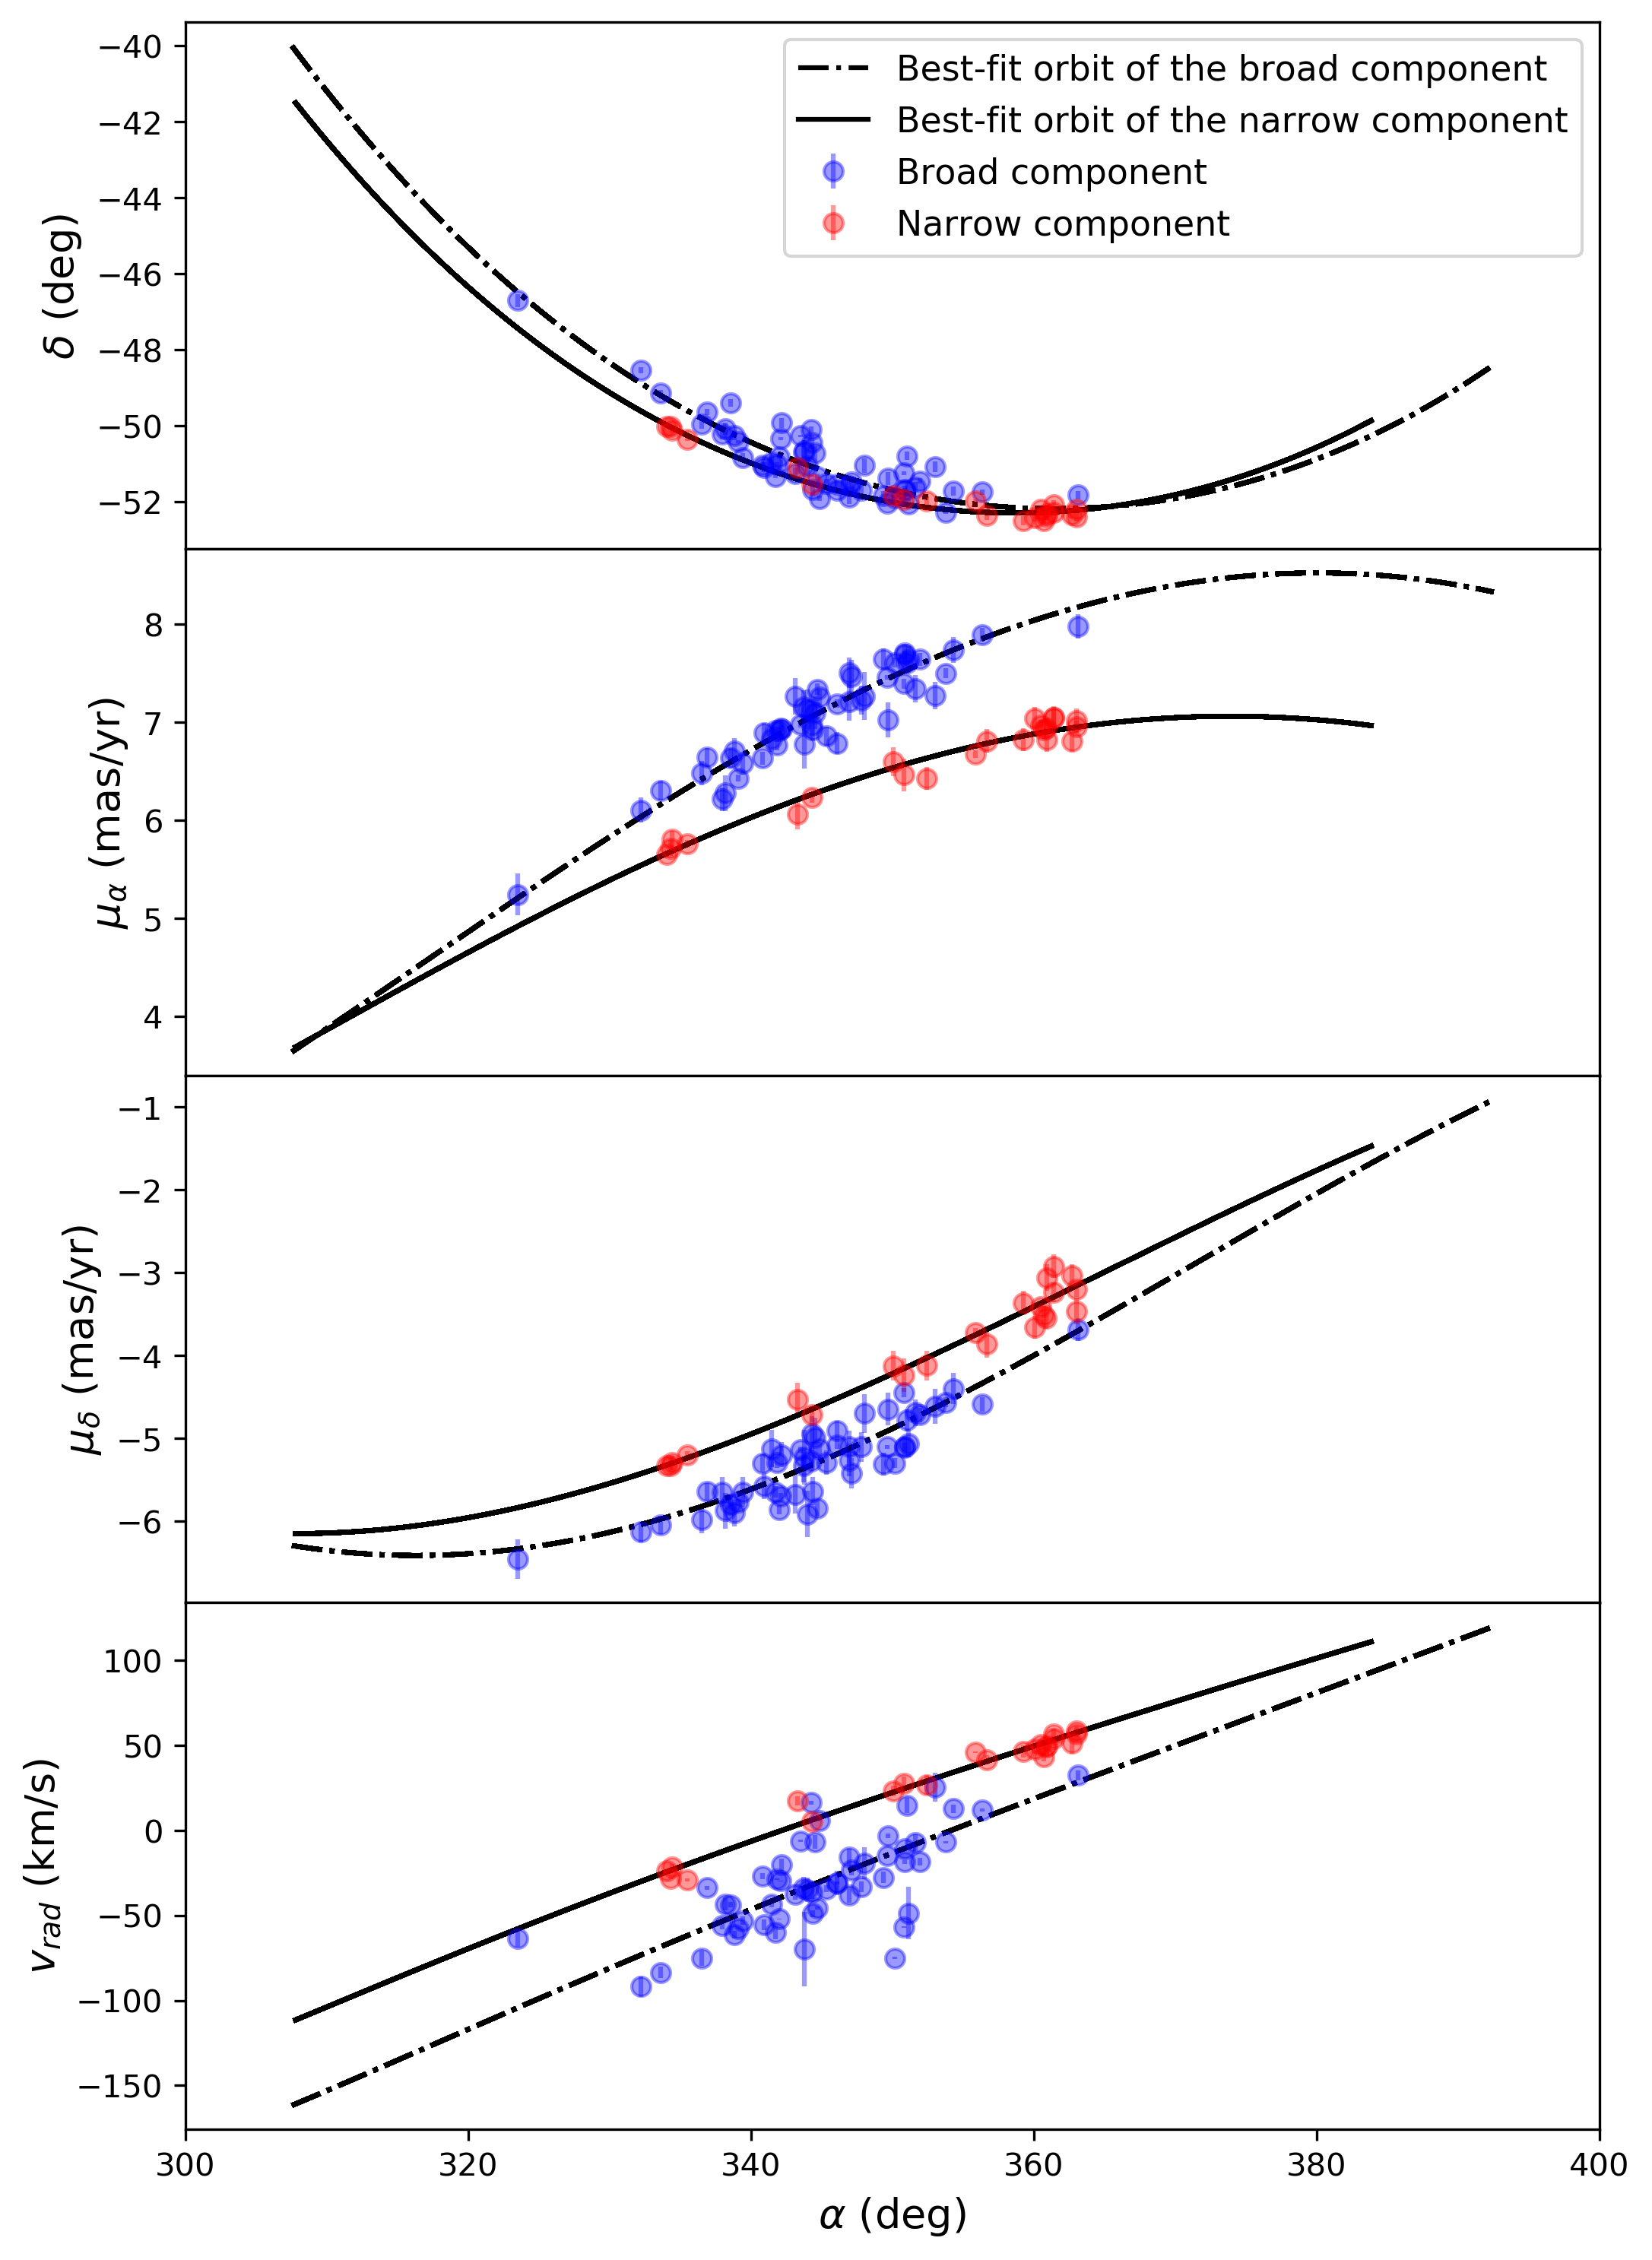 −40
−42
−44
−46
−48
−50
−52
δ (deg)
Best-fit orbit of the broad component
Best-fit orbit of the narrow component
Broad component
Narrow component
8
7
6
5
4
μα (mas/yr)
−1
−2
−3
−4
−5
−6
μδ (mas/yr)
100
50
0
−50
−100
−150
vrad (km/s)
300 320 340 360 380 400
α (deg)